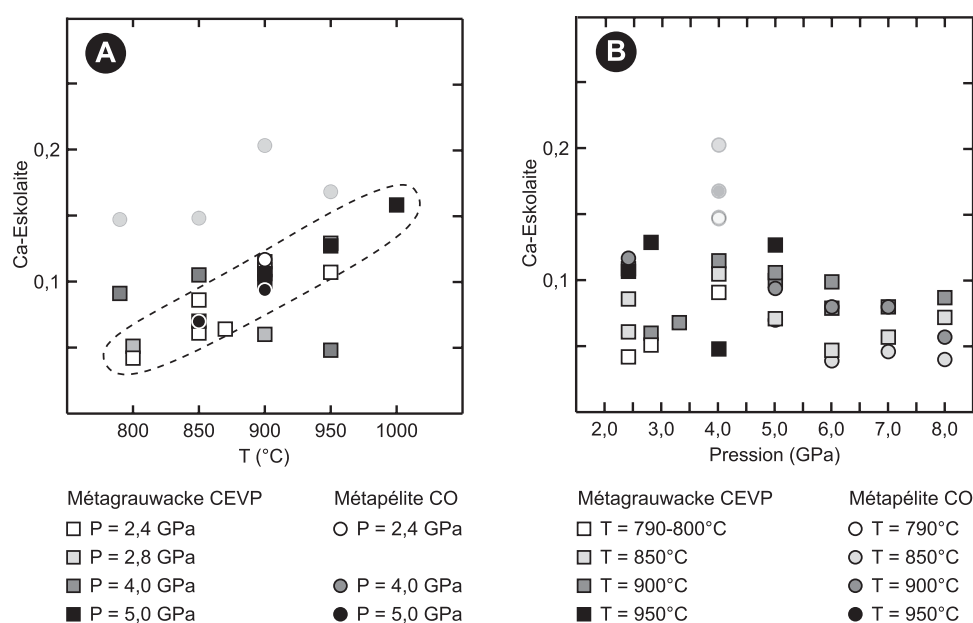 A
Ca-Eskolaite
0,2
0,1
800 850 900 950 1000
T (°C)
Métagrauwacke CEVP Métapélite CO
P = 2,4 GPa P = 2,4 GPa
P = 2,8 GPa
P = 4,0 GPa P = 4,0 GPa
P = 5,0 GPa P = 5,0 GPa
B
Ca-Eskolaite
0,2
0,1
2,0 3,0 4,0 5,0 6,0 7,0 8,0
Pression (GPa)
Métagrauwacke CEVP Métapélite CO
T = 790-800°C T = 790°C
T = 850°C T = 850°C
T = 900°C T = 900°C
T = 950°C T = 950°C